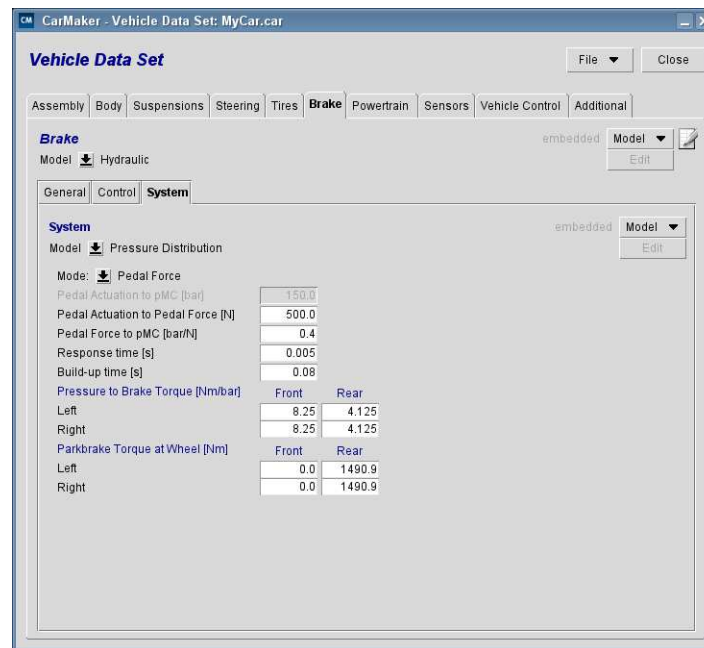 CM CarMaker - Vehicle Data Set: MyCar.car
Vehicle Data Set File Close
Assembly Body Suspensions Steering Tires Brake Powertrain Sensors Vehicle Control Additional
Brake embedded Model
Model Hydraulic Edit
General Control System
System embedded Model
Model Pressure Distribution Edit
Mode: Pedal Force
Pedal Actuation to pMC [bar] 150.0
Pedal Actuation to Pedal Force [N] 500.0
Pedal Force to pMC [bar/N] 0.4
Response time [s] 0.005
Build-up time [s] 0.08
Pressure to Brake Torque [Nm/bar] Front Rear
Left 8.25 4.125
Right 8.25 4.125
Parkbrake Torque at Wheel [Nm] Front Rear
Left 0.0 1490.9
Right 0.0 1490.9